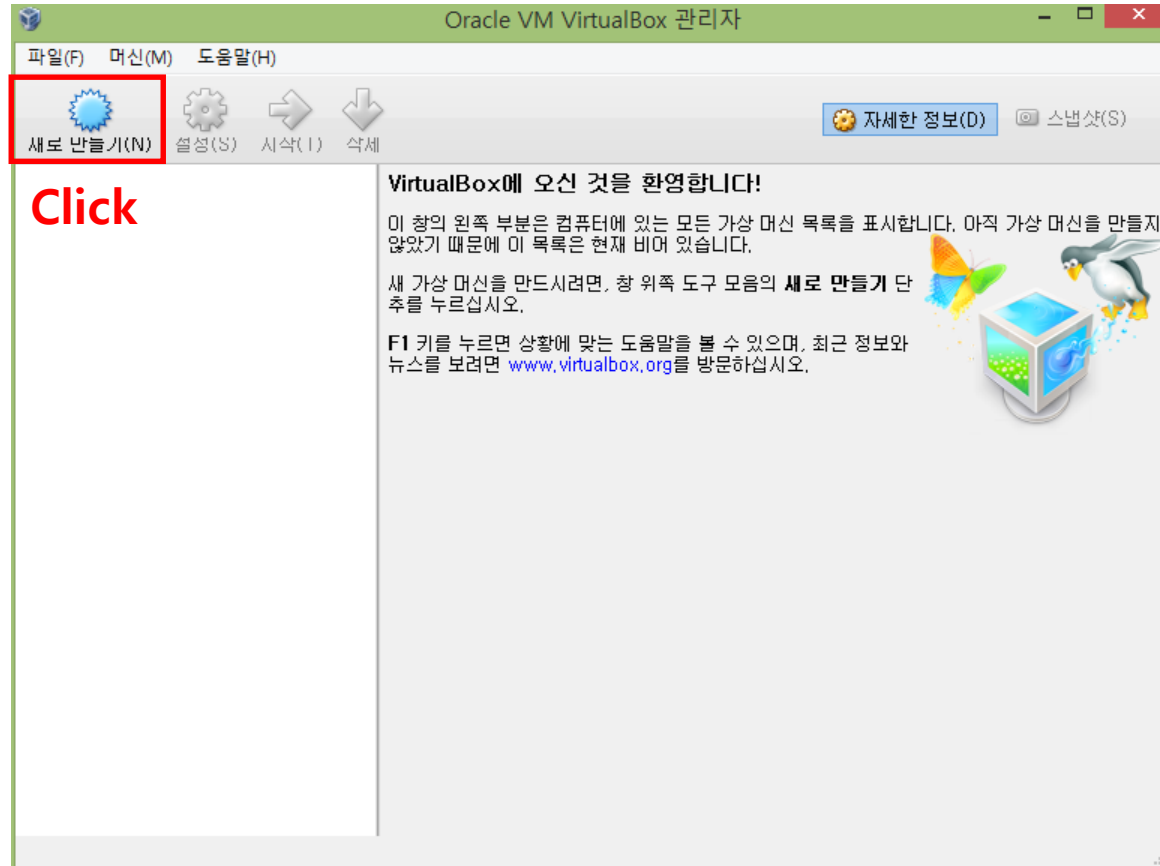 Oracle VM VirtualBox 관리자
파일(F) 머신(M) 도움말(H)
새로 만들기(N) 설정(S) 시작(T) 삭제 자세한 정보(D) 스냅샷(S)
Click
VirtualBox에 오신 것을 환영합니다!
이 창의 왼쪽 부분은 컴퓨터에 있는 모든 가상 머신 목록을 표시합니다. 아직 가상 머신을 만들지
않았기 때문에 이 목록은 현재 비어 있습니다.
새 가상 머신을 만드시려면, 창 위쪽 도구 모음의 새로 만들기 단
추를 누르십시오.
F1 키를 누르면 상황에 맞는 도움말을 볼 수 있으며, 최근 정보와
뉴스를 보려면 www.virtualbox.org를 방문하십시오.